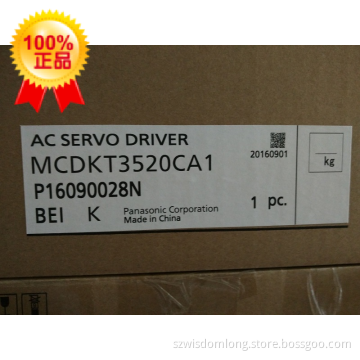 100%
正品
AC SERVO DRIVER
20160901
MCDKT3520CA1
kg
P16090028N
BEI K
Panasonic Corporation
Made in China
1 pc.
szwisdomlong.store.bossgoo.com